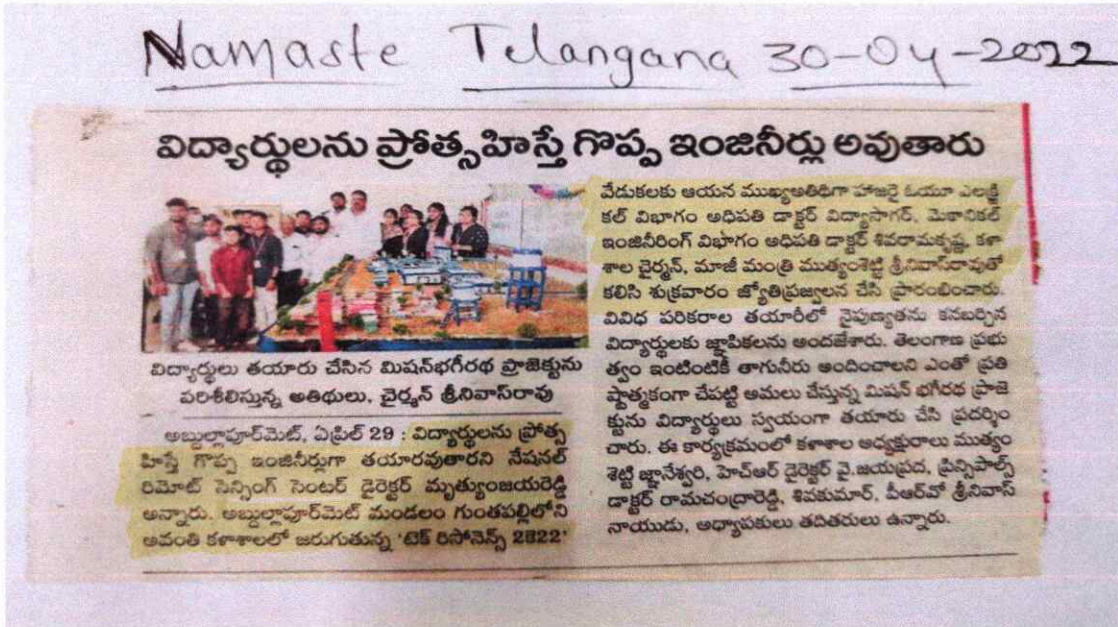 Namaste Telangana 30-04-2022
విద్యార్థులను ప్రోత్సహిస్తే గొప్ప ఇంజినీర్లు అవుతారు
విద్యార్థులు తయారు చేసిన మిషన్‌భగీరథ ప్రాజెక్టును
పరిశీలిస్తున్న అతిథులు, చైర్మన్ శ్రీనివాస్‌రావు
అబ్దుల్లాపూర్‌మెట్, ఏప్రిల్ 29 : విద్యార్థులను ప్రోత్స
హిస్తే గొప్ప ఇంజినీర్లుగా తయారవుతారని నేషనల్
రిమోట్ సెన్సింగ్ సెంటర్ డైరెక్టర్ మృత్యుంజయరెడ్డి
అన్నారు. అబ్దుల్లాపూర్‌మెట్ మండలం గుంతపల్లిలోని
అవంతి కళాశాలలో జరుగుతున్న 'టెక్ రిసోనెన్స్ 2K22'
వేడుకలకు ఆయన ముఖ్యఅతిథిగా హాజరై ఓయూ ఎలక్ట్రి
కల్ విభాగం అధిపతి డాక్టర్ విద్యాసాగర్, మెకానికల్
ఇంజినీరింగ్ విభాగం అధిపతి డాక్టర్ శివరామకృష్ణ, కళా
శాల చైర్మన్, మాజీ మంత్రి ముత్యంశెట్టి శ్రీనివాస్‌రావుతో
కలిసి శుక్రవారం జ్యోతిప్రజ్వలన చేసి ప్రారంభించారు.
వివిధ పరికరాల తయారీలో నైపుణ్యతను కనబర్చిన
విద్యార్థులకు జ్ఞాపికలను అందజేశారు. తెలంగాణ ప్రభు
త్వం ఇంటింటికీ తాగునీరు అందించాలని ఎంతో ప్రతి
ష్ఠాత్మకంగా చేపట్టి అమలు చేస్తున్న మిషన్ భగీరథ ప్రాజె
క్టును విద్యార్థులు స్వయంగా తయారు చేసి ప్రదర్శిం
చారు. ఈ కార్యక్రమంలో కళాశాల అధ్యక్షురాలు ముత్యం
శెట్టి జ్ఞానేశ్వరి, హెచ్ఆర్ డైరెక్టర్ వై.జయప్రద, ప్రిన్సిపాల్స్
డాక్టర్ రామచంద్రారెడ్డి, శివకుమార్, పీఆర్‌వో శ్రీనివాస్
నాయుడు, అధ్యాపకులు తదితరులు ఉన్నారు.